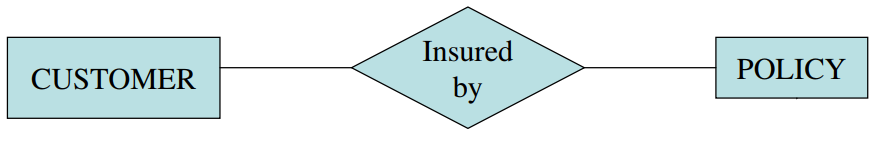 CUSTOMER
Insured
by
POLICY